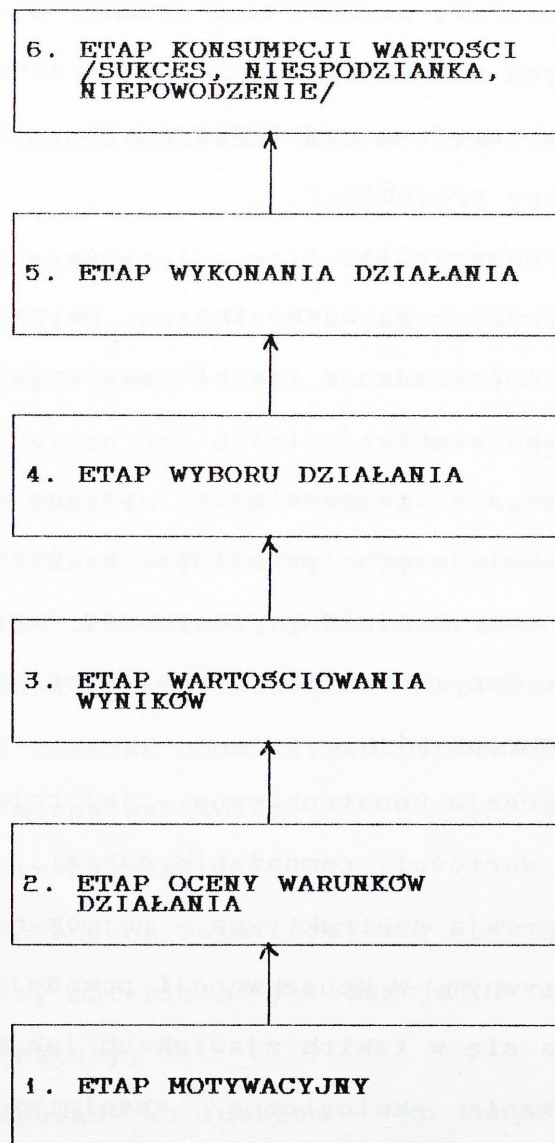 6. ETAP KONSUMPCJI WARTOŚCI
/SUKCES, NIESPODZIANKA,
NIEPOWODZENIE/
5. ETAP WYKONANIA DZIAŁANIA
4. ETAP WYBORU DZIAŁANIA
3. ETAP WARTOŚCIOWANIA
WYNIKÓW
2. ETAP OCENY WARUNKÓW
DZIAŁANIA
1. ETAP MOTYWACYJNY